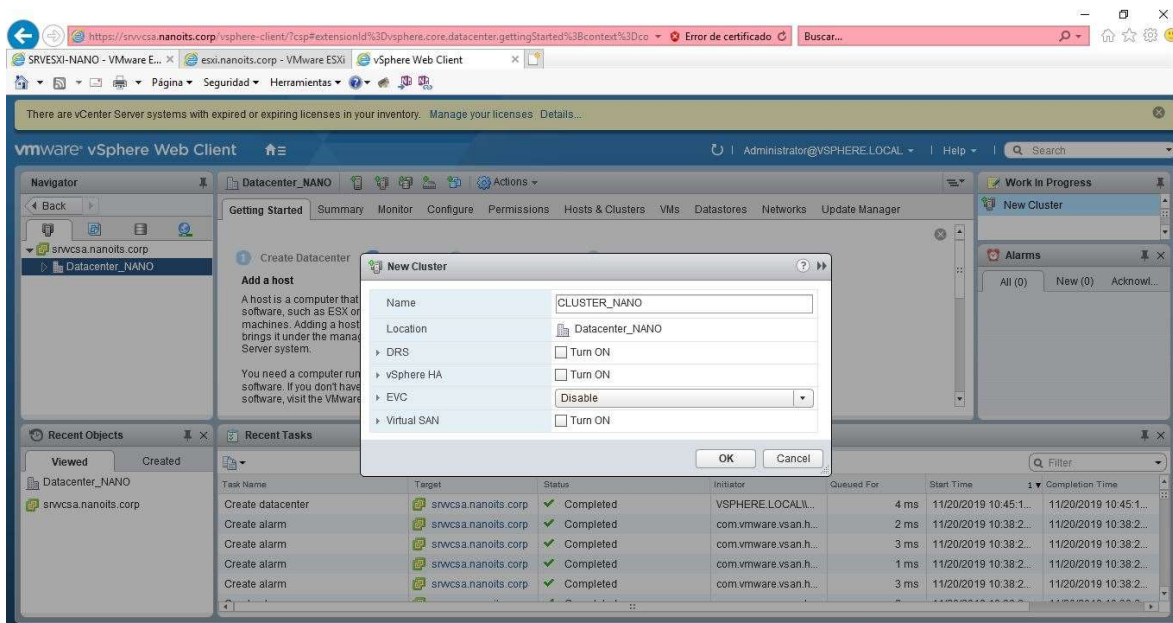 https://srvvcsa.nanoits.corp/vsphere-client/?csp#extensionId%3Dvsphere.core.datacenter.gettingStarted%3Bcontext%3Dco
Error de certificado
Buscar...
SRVESXI-NANO - VMware E...
esxi.nanoits.corp - VMware ESXi
vSphere Web Client
Página
Seguridad
Herramientas
There are vCenter Server systems with expired or expiring licenses in your inventory. Manage your licenses Details...
vmware® vSphere Web Client
Administrator@VSPHERE.LOCAL
Help
Search
Navigator
Back
srvvcsa.nanoits.corp
Datacenter_NANO
Datacenter_NANO
Actions
Getting Started Summary Monitor Configure Permissions Hosts & Clusters VMs Datastores Networks Update Manager
1 Create Datacenter
Add a host
A host is a computer that
software, such as ESX or
machines. Adding a host
brings it under the
Server system.
You need a computer run
software. If you don't have
software, visit the VMware
New Cluster
Name CLUSTER_NANO
Location Datacenter_NANO
DRS Turn ON
vSphere HA Turn ON
EVC Disable
Virtual SAN Turn ON
OK Cancel
Work In Progress
New Cluster
Alarms
All (0) New (0) Acknowl...
Recent Objects
Viewed Created
Datacenter_NANO
srvvcsa.nanoits.corp
Recent Tasks
Filter
Task Name Target Status Initiator Queued For Start Time 1 Completion Time
Create datacenter srvvcsa.nanoits.corp Completed VSPHERE.LOCAL\\... 4 ms 11/20/2019 10:45:1... 11/20/2019 10:45:1...
Create alarm srvvcsa.nanoits.corp Completed com.vmware.vsan.h... 2 ms 11/20/2019 10:38:2... 11/20/2019 10:38:2...
Create alarm srvvcsa.nanoits.corp Completed com.vmware.vsan.h... 3 ms 11/20/2019 10:38:2... 11/20/2019 10:38:2...
Create alarm srvvcsa.nanoits.corp Completed com.vmware.vsan.h... 1 ms 11/20/2019 10:38:2... 11/20/2019 10:38:2...
Create alarm srvvcsa.nanoits.corp Completed com.vmware.vsan.h... 3 ms 11/20/2019 10:38:2... 11/20/2019 10:38:2...